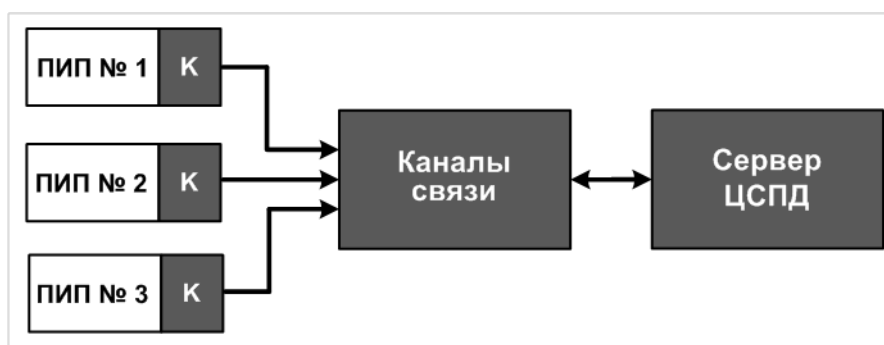 ПИП № 1 К
ПИП № 2 К
ПИП № 3 К
Каналы
связи
Сервер
ЦСПД